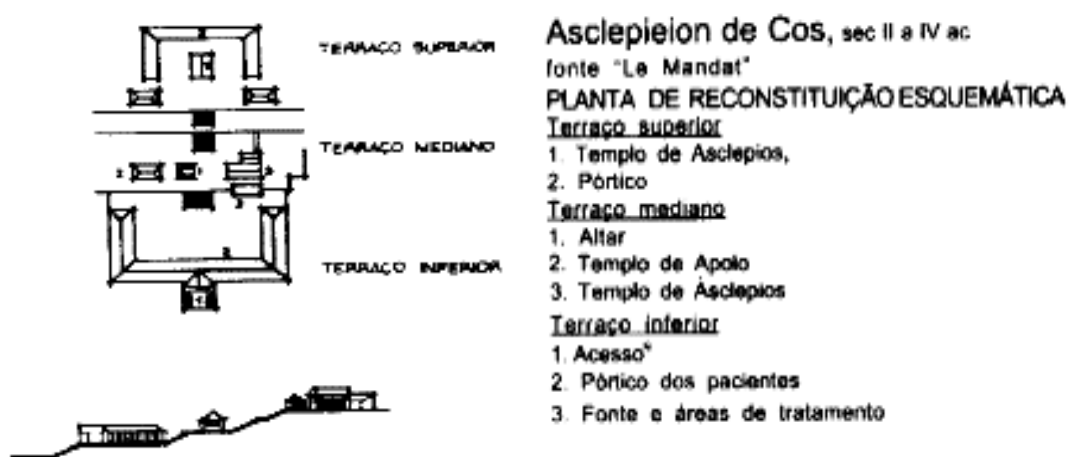 TERRAÇO SUPERIOR
TERRAÇO MEDIANO
TERRAÇO INFERIOR
Asclepieion de Cos, sec II a IV ac
fonte "Le Mandat"
PLANTA DE RECONSTITUIÇÃO ESQUEMÁTICA
Terraço superior
1. Templo de Asclepios,
2. Pórtico
Terraço mediano
1. Altar
2. Templo de Apolo
3. Templo de Ásclepios
Terraço inferior
1. Acesso
2. Pórtico dos pacientes
3. Fonte e áreas de tratamento